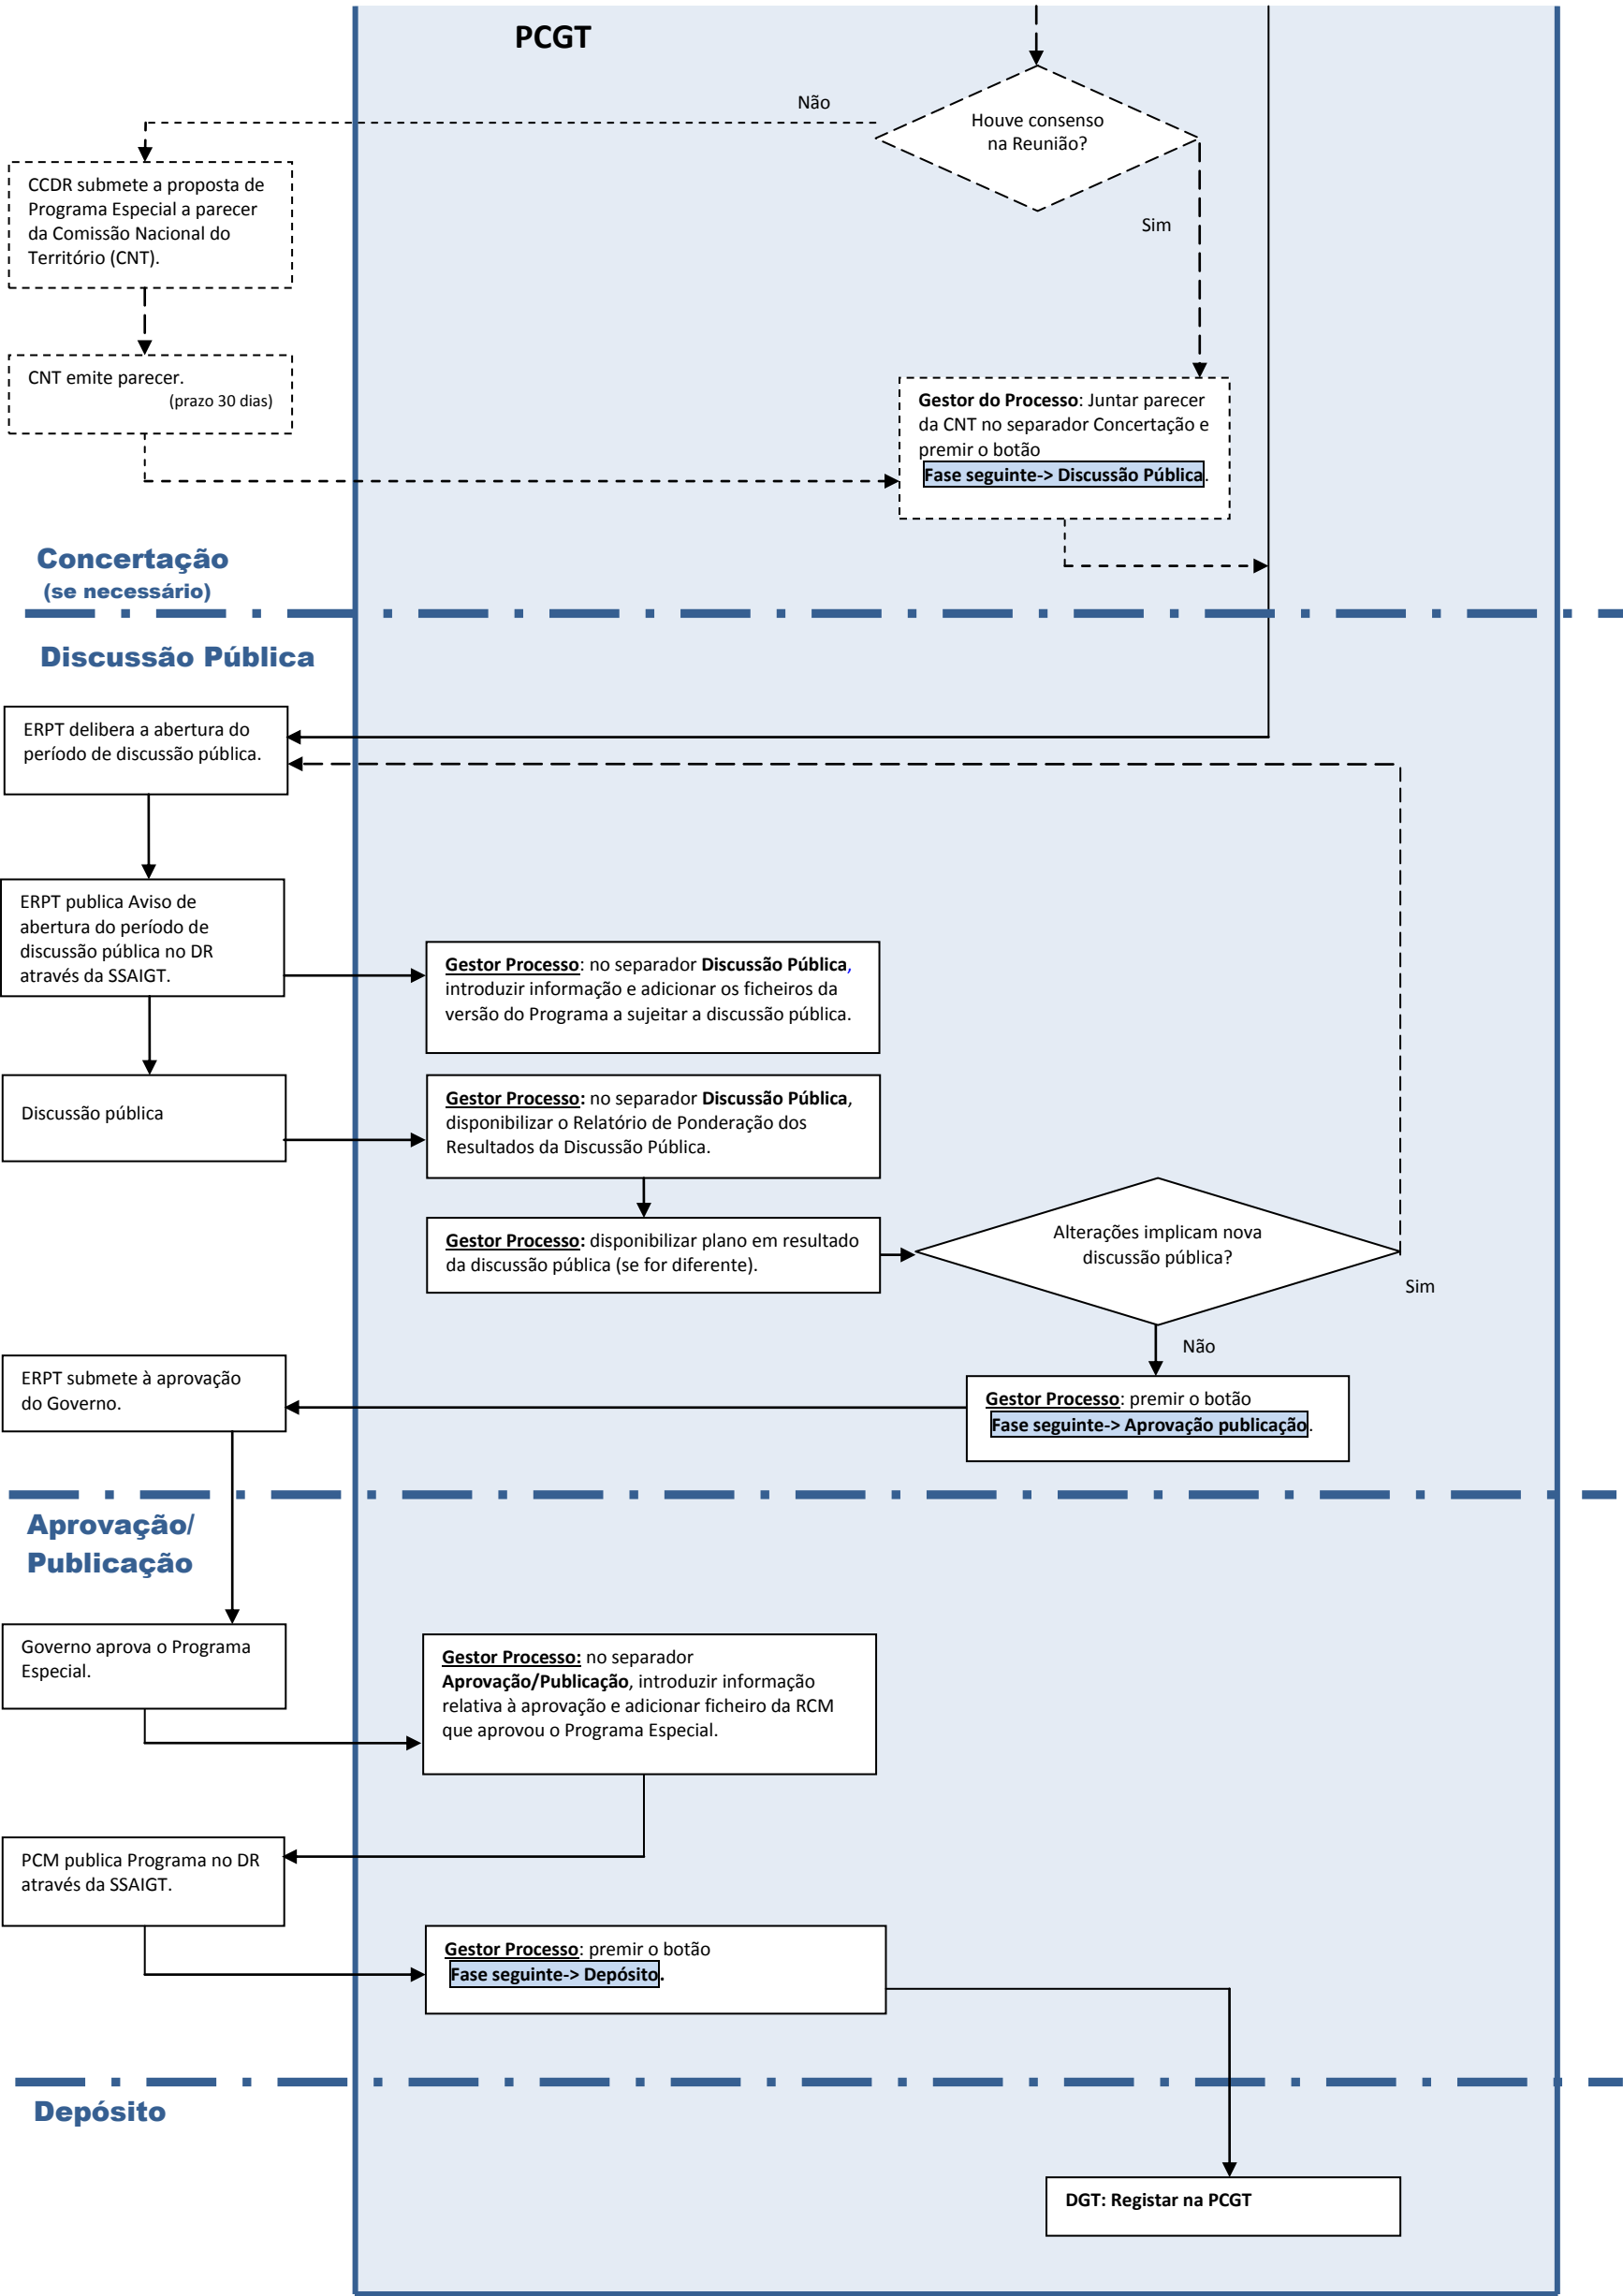 PCGT
Não
Houve consenso
na Reunião?
Sim
CCDR submete a proposta de
Programa Especial a parecer
da Comissão Nacional do
Território (CNT).
CNT emite parecer.
(prazo 30 dias)
Gestor do Processo: Juntar parecer
da CNT no separador Concertação e
premir o botão
Fase seguinte-> Discussão Pública.
Concertação
(se necessário)
Discussão Pública
ERPT delibera a abertura do
período de discussão pública.
ERPT publica Aviso de
abertura do período de
discussão pública no DR
através da SSAIGT.
Gestor Processo: no separador Discussão Pública,
introduzir informação e adicionar os ficheiros da
versão do Programa a sujeitar a discussão pública.
Discussão pública
Gestor Processo: no separador Discussão Pública,
disponibilizar o Relatório de Ponderação dos
Resultados da Discussão Pública.
Gestor Processo: disponibilizar plano em resultado
da discussão pública (se for diferente).
Alterações implicam nova
discussão pública?
Sim
Não
ERPT submete à aprovação
do Governo.
Gestor Processo: premir o botão
Fase seguinte-> Aprovação publicação.
Aprovação/
Publicação
Governo aprova o Programa
Especial.
Gestor Processo: no separador
Aprovação/Publicação, introduzir informação
relativa à aprovação e adicionar ficheiro da RCM
que aprovou o Programa Especial.
PCM publica Programa no DR
através da SSAIGT.
Gestor Processo: premir o botão
Fase seguinte-> Depósito.
Depósito
DGT: Registar na PCGT